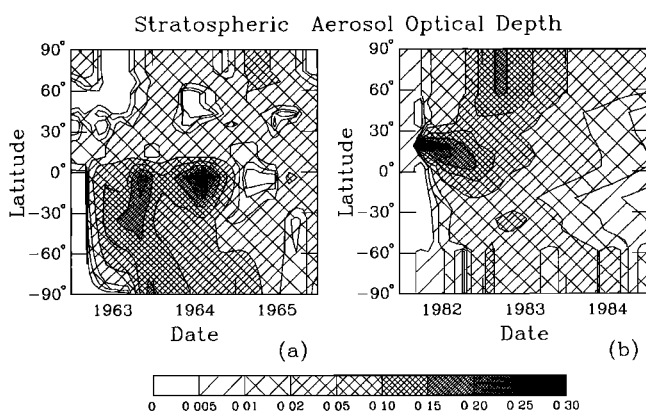 Stratospheric Aerosol Optical Depth
90° 60° 30° 0° −30° −60° −90°
Latitude
1963 1964 1965
Date
(a)
90° 60° 30° 0° −30° −60° −90°
Latitude
1982 1983 1984
Date
(b)
0 0 005 0 01 0 02 0 05 0 10 0 15 0 20 0 25 0 30